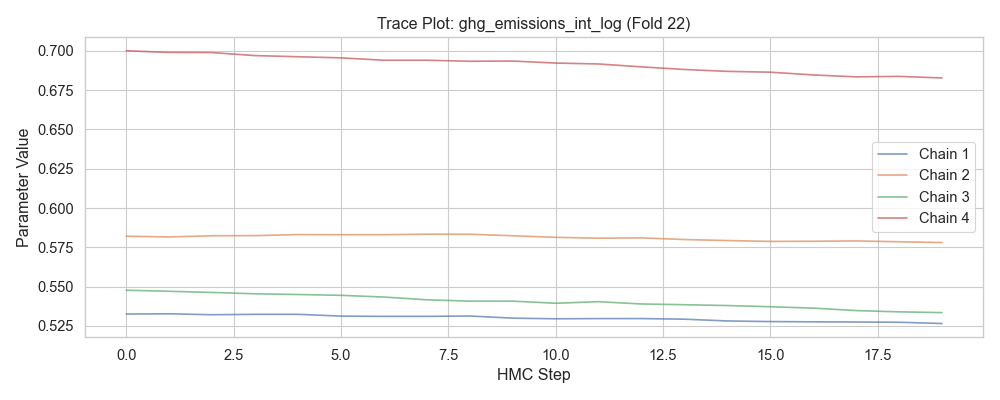 Trace Plot: ghg_emissions_int_log (Fold 22)
Parameter Value
0.700
0.675
0.650
0.625
0.600
0.575
0.550
0.525
Chain 1
Chain 2
Chain 3
Chain 4
0.0 2.5 5.0 7.5 10.0 12.5 15.0 17.5
HMC Step